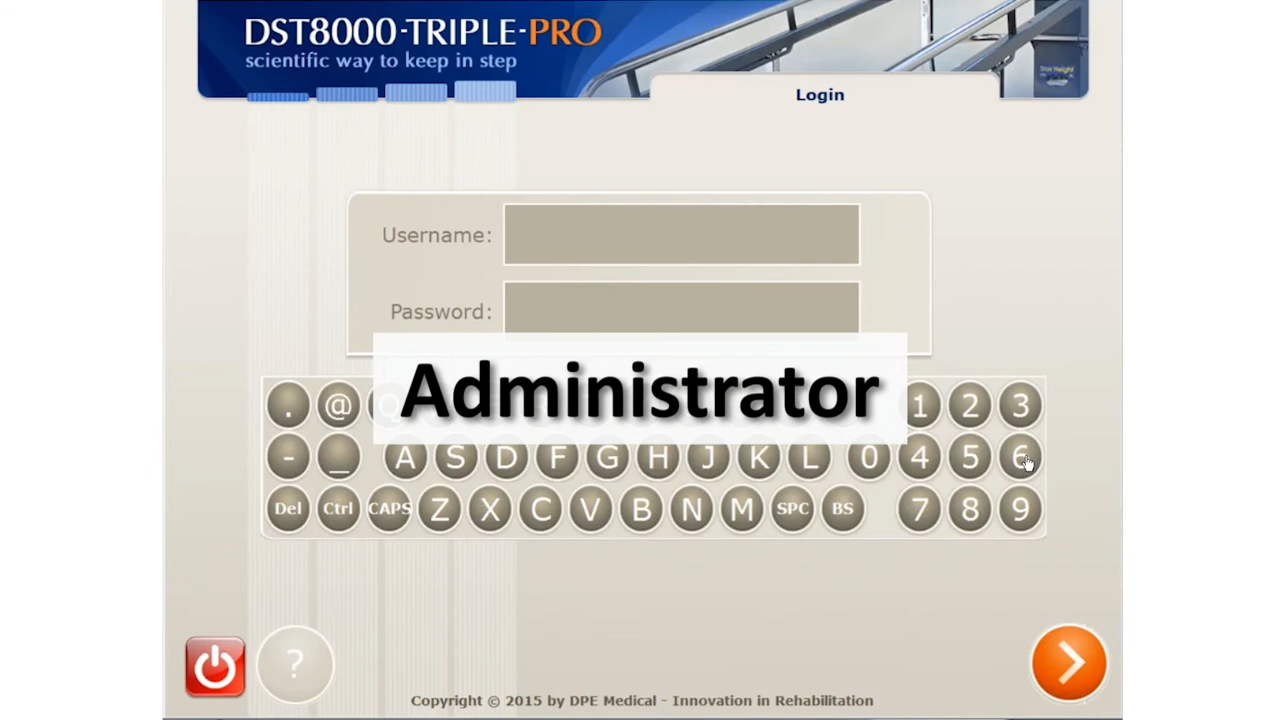 DST8000-TRIPLE-PRO
scientific way to keep in step
Login
Username:
Password:
Administrator
. @ 1 2 3
- _ A S D F G H J K L 0 4 5 6
Del Ctrl CAPS Z X C V B N M SPC BS 7 8 9
?
Copyright © 2015 by DPE Medical - Innovation in Rehabilitation